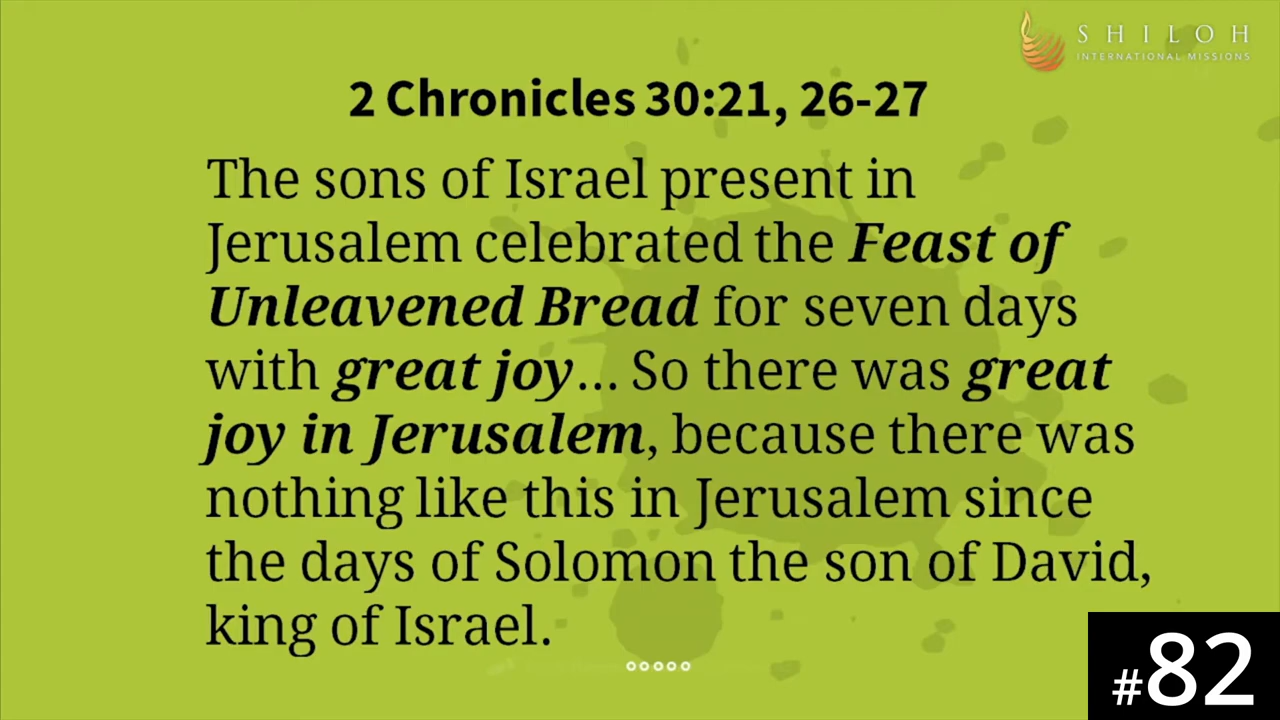 SHILOH
INTERNATIONAL MISSIONS
2 Chronicles 30:21, 26-27
The sons of Israel present in
Jerusalem celebrated the Feast of
Unleavened Bread for seven days
with great joy... So there was great
joy in Jerusalem, because there was
nothing like this in Jerusalem since
the days of Solomon the son of David,
king of Israel.
#82